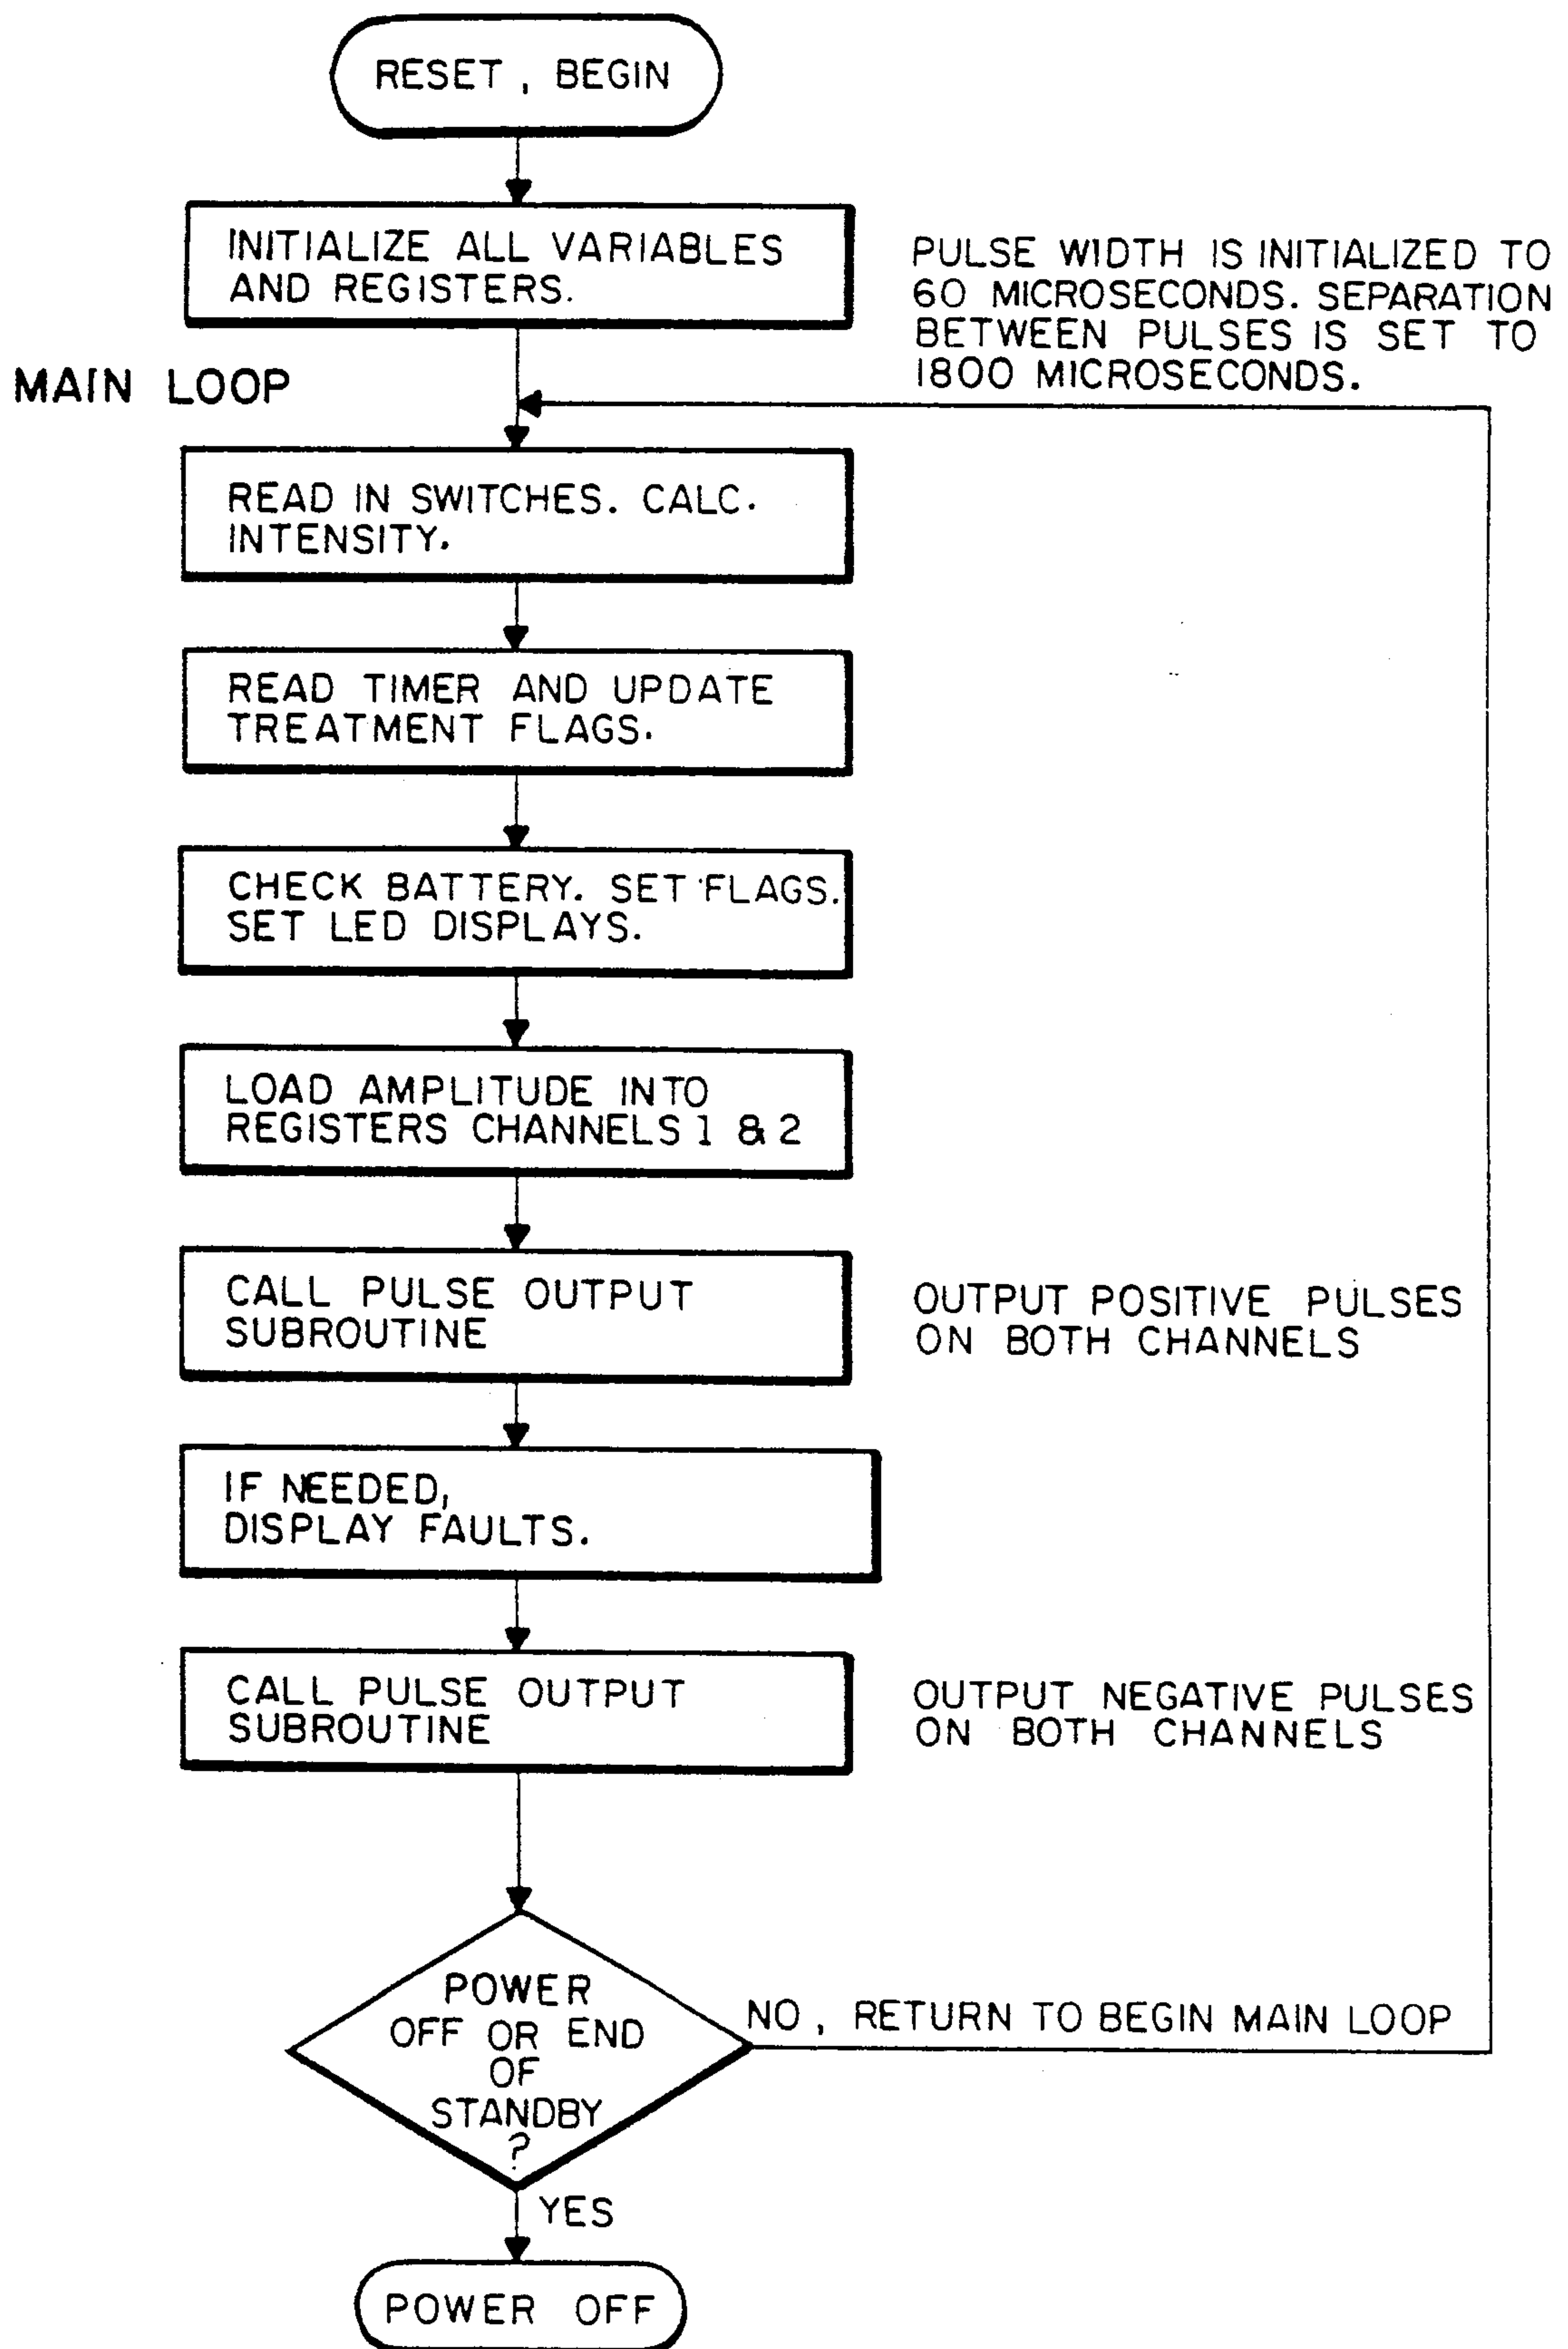 RESET, BEGIN
INITIALIZE ALL VARIABLES
AND REGISTERS.
PULSE WIDTH IS INITIALIZED TO
60 MICROSECONDS. SEPARATION
BETWEEN PULSES IS SET TO
1800 MICROSECONDS.
MAIN LOOP
READ IN SWITCHES. CALC.
INTENSITY.
READ TIMER AND UPDATE
TREATMENT FLAGS.
CHECK BATTERY. SET FLAGS.
SET LED DISPLAYS.
LOAD AMPLITUDE INTO
REGISTERS CHANNELS 1 & 2
CALL PULSE OUTPUT
SUBROUTINE
OUTPUT POSITIVE PULSES
ON BOTH CHANNELS
IF NEEDED,
DISPLAY FAULTS.
CALL PULSE OUTPUT
SUBROUTINE
OUTPUT NEGATIVE PULSES
ON BOTH CHANNELS
POWER
OFF OR END
OF
STANDBY
?
NO, RETURN TO BEGIN MAIN LOOP
YES
POWER OFF